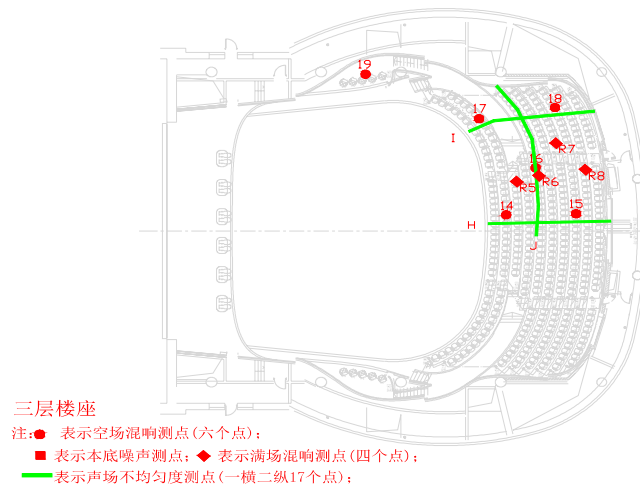 19
18
17
I
R7
16
R8
R6
R5
14
15
H
J
三层楼座
注:● 表示空场混响测点(六个点);
■ 表示本底噪声测点; ◆ 表示满场混响测点(四个点);
表示声场不均匀度测点(一横二纵17个点);